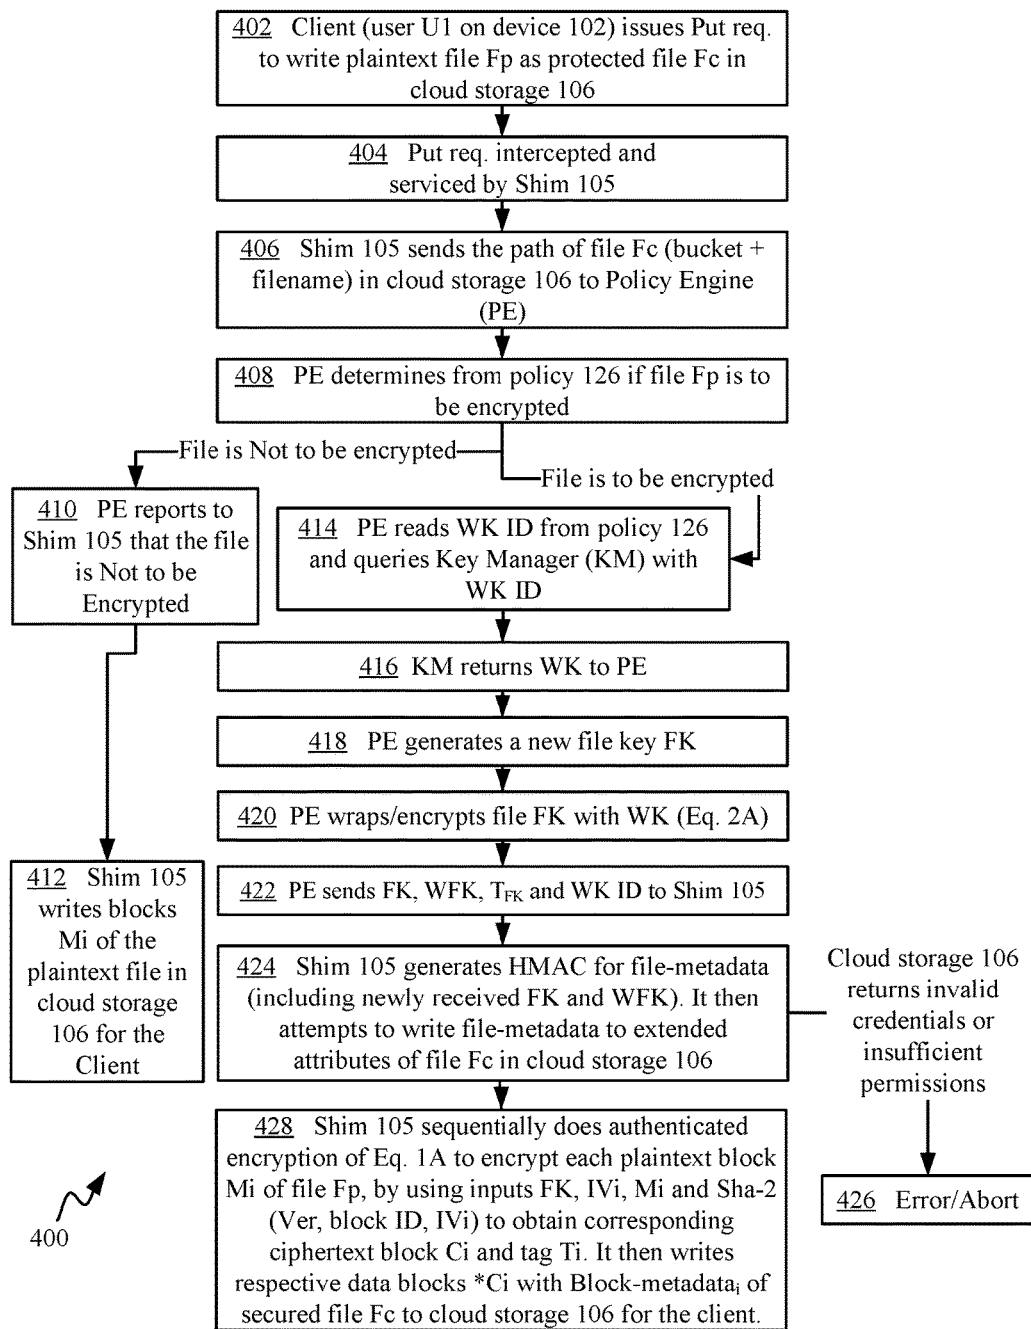 402 Client (user U1 on device 102) issues Put req.
to write plaintext file Fp as protected file Fc in
cloud storage 106
404 Put req. intercepted and
serviced by Shim 105
406 Shim 105 sends the path of file Fc (bucket +
filename) in cloud storage 106 to Policy Engine
(PE)
408 PE determines from policy 126 if file Fp is to
be encrypted
File is Not to be encrypted
File is to be encrypted
410 PE reports to
Shim 105 that the file
is Not to be
Encrypted
412 Shim 105
writes blocks
Mi of the
plaintext file in
cloud storage
106 for the
Client
414 PE reads WK ID from policy 126
and queries Key Manager (KM) with
WK ID
416 KM returns WK to PE
418 PE generates a new file key FK
420 PE wraps/encrypts file FK with WK (Eq. 2A)
422 PE sends FK, WFK, TFK and WK ID to Shim 105
424 Shim 105 generates HMAC for file-metadata
(including newly received FK and WFK). It then
attempts to write file-metadata to extended
attributes of file Fc in cloud storage 106
Cloud storage 106
returns invalid
credentials or
insufficient
permissions
426 Error/Abort
428 Shim 105 sequentially does authenticated
encryption of Eq. 1A to encrypt each plaintext block
Mi of file Fp, by using inputs FK, IVi, Mi and Sha-2
(Ver, block ID, IVi) to obtain corresponding
ciphertext block Ci and tag Ti. It then writes
respective data blocks *Ci with Block-metadatai of
secured file Fc to cloud storage 106 for the client.
400